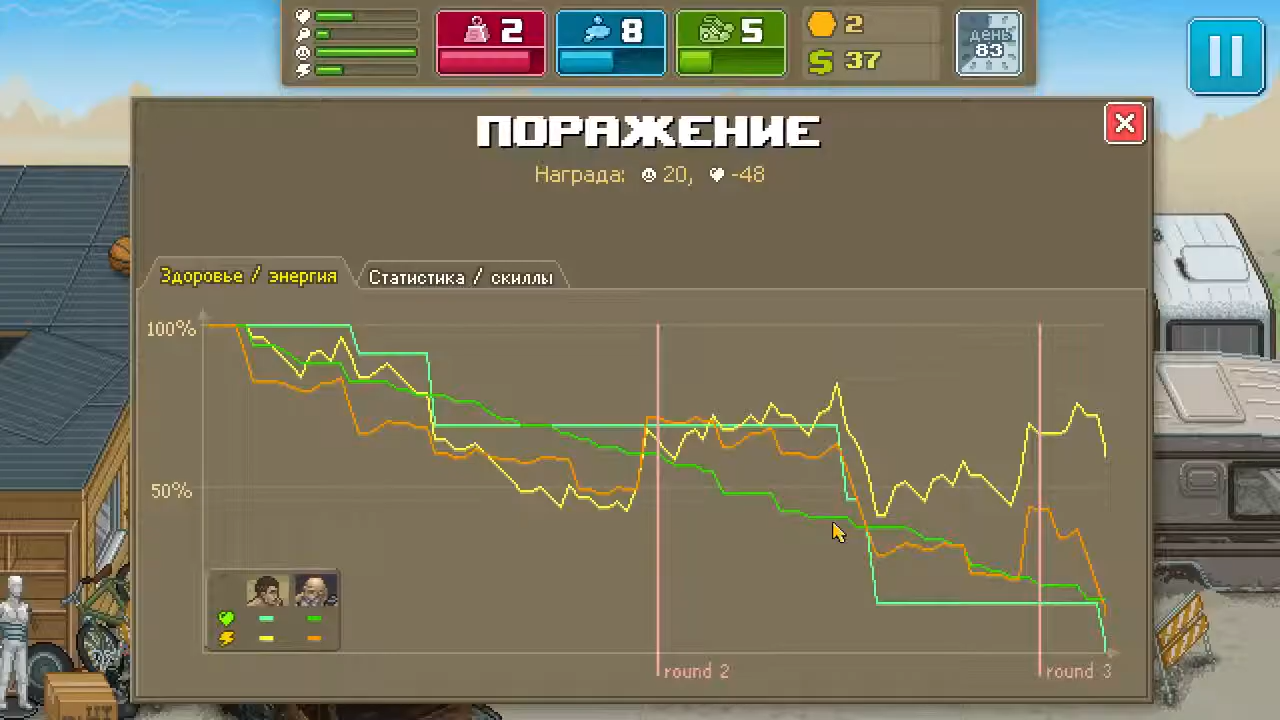 2
8
5
2
37
день
83
ПОРАЖЕНИЕ
Награда: 20, -48
Здоровье / энергия
Статистика / скиллы
100%
50%
round 2
round 3